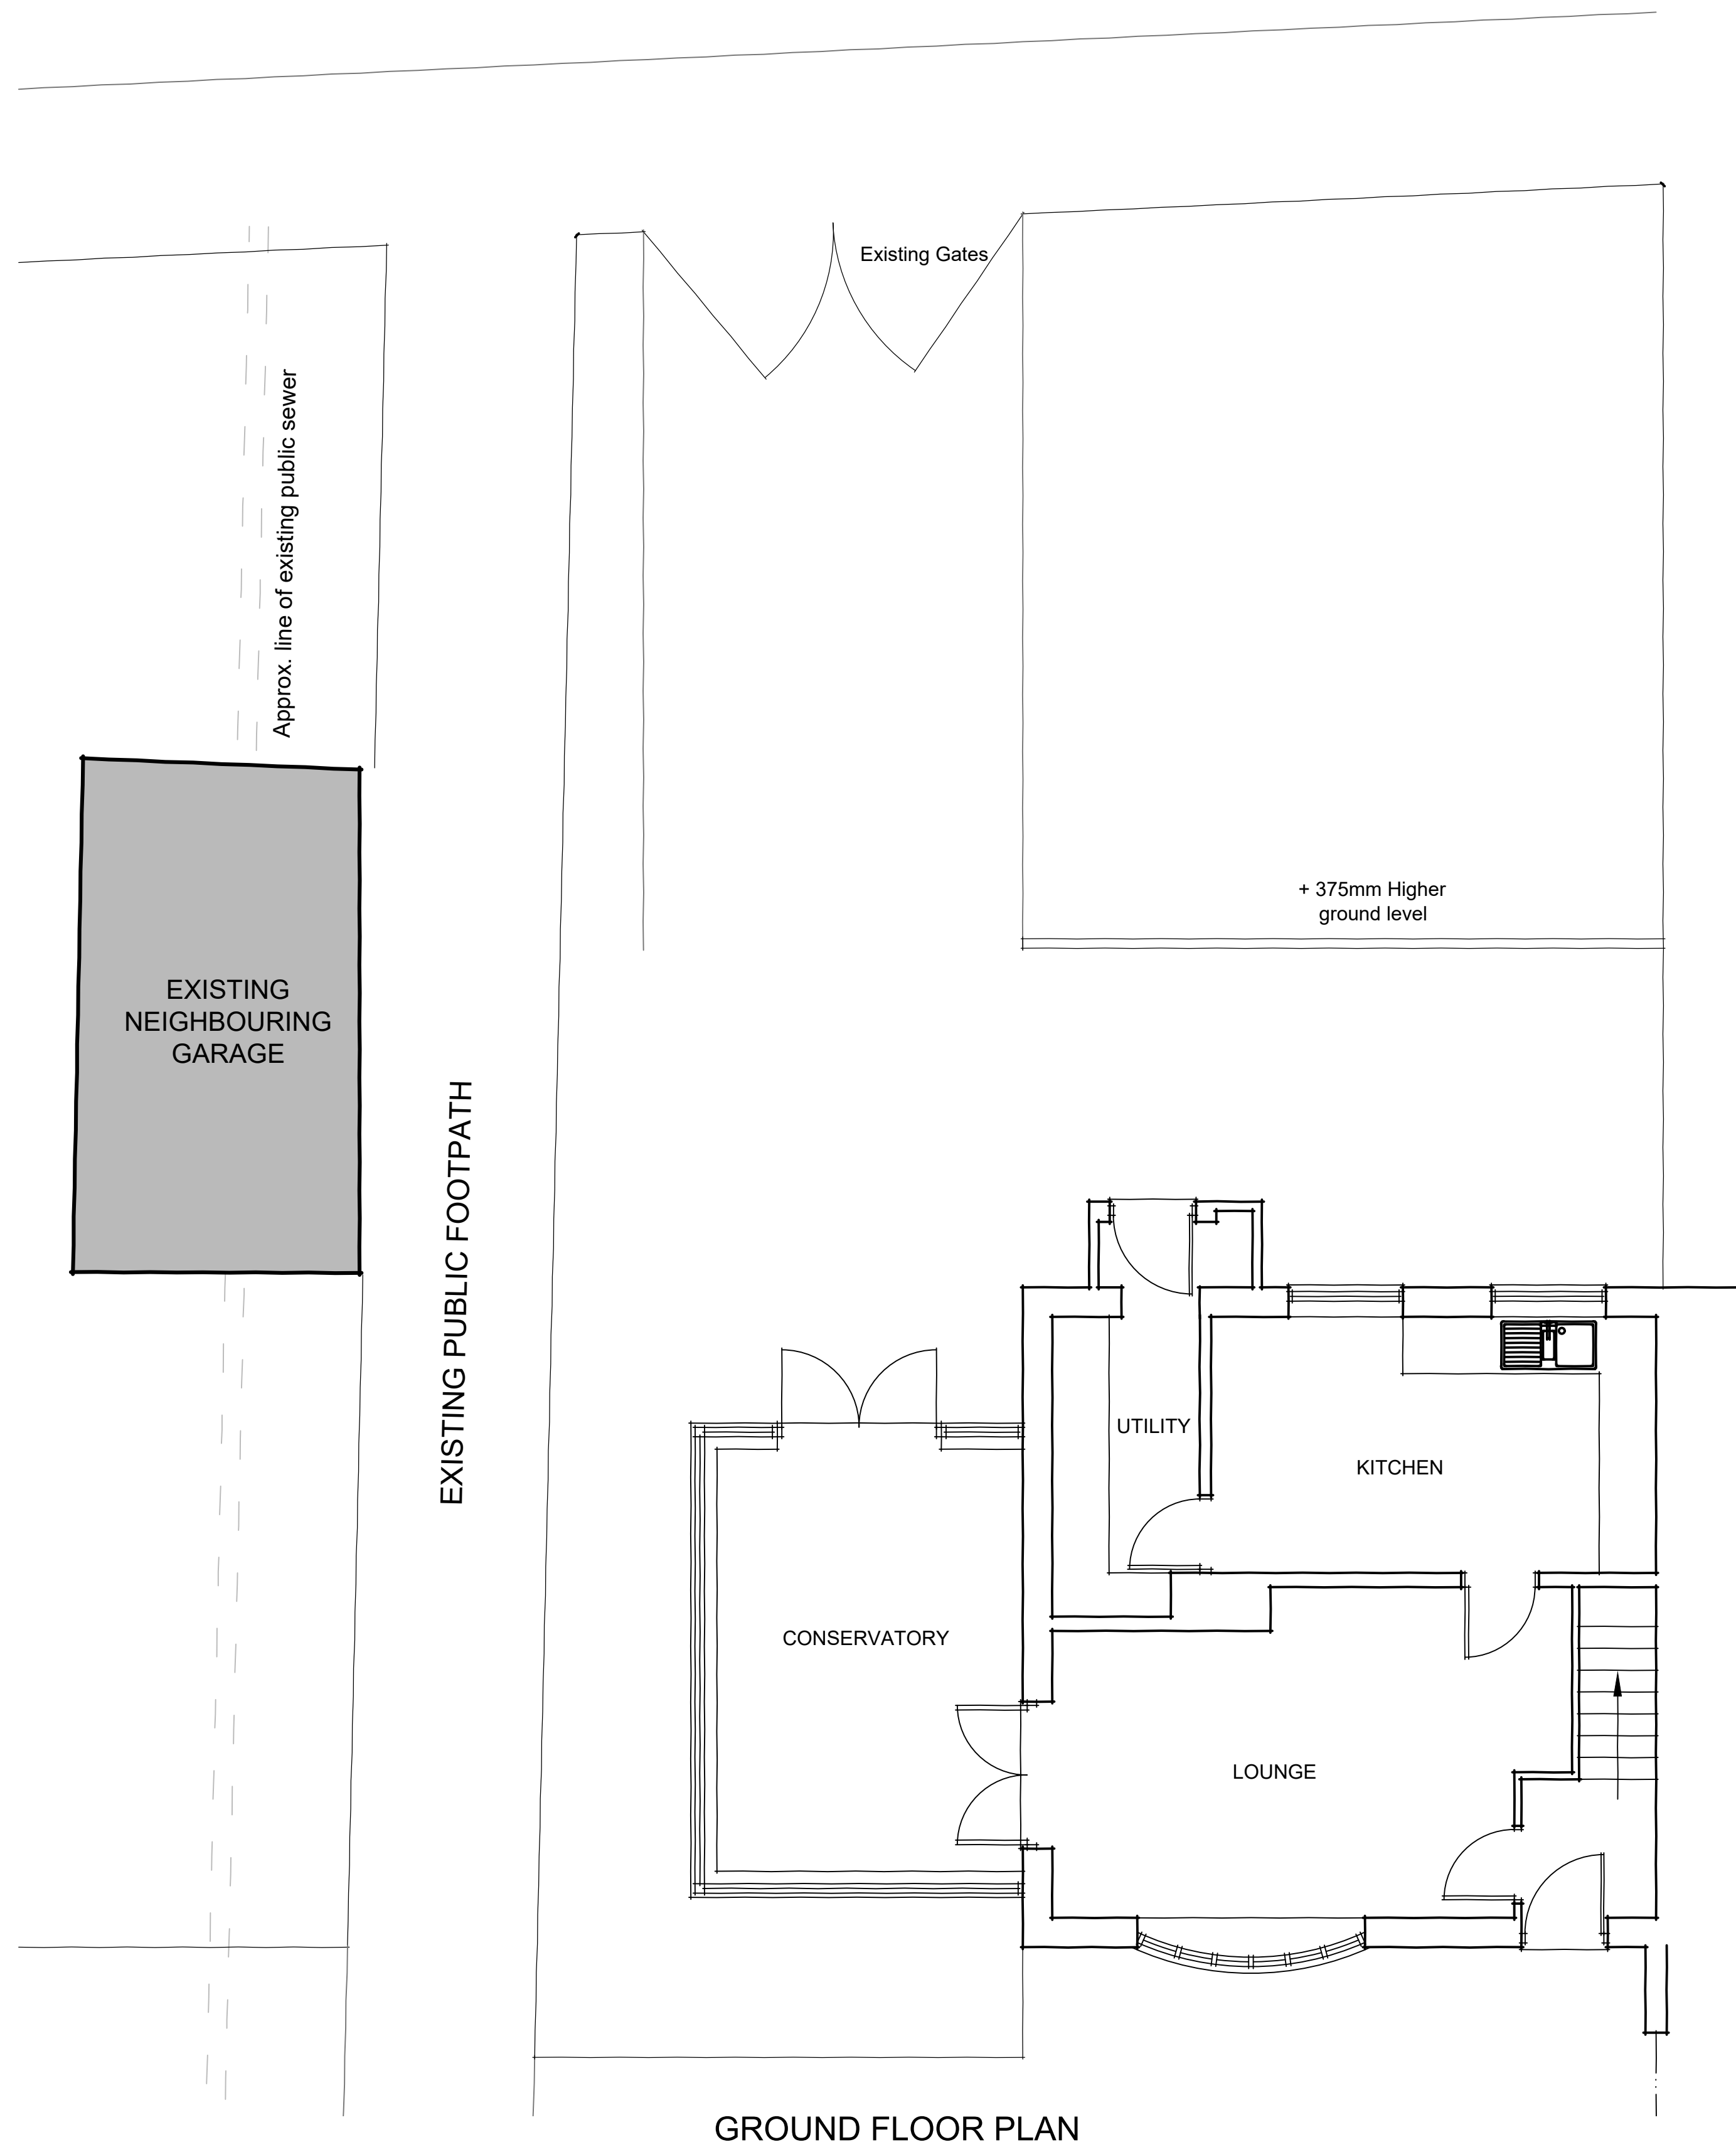 Existing Gates
Approx. line of existing public sewer
+ 375mm Higher
ground level
EXISTING
NEIGHBOURING
GARAGE
EXISTING PUBLIC FOOTPATH
UTILITY
KITCHEN
CONSERVATORY
LOUNGE
GROUND FLOOR PLAN